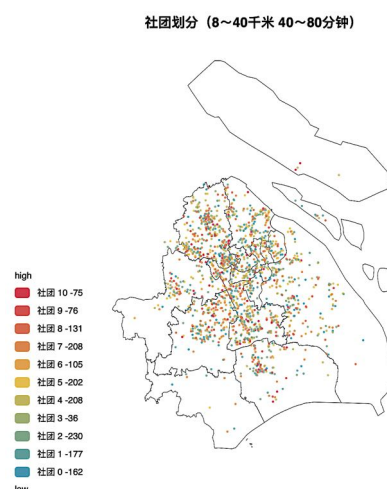 社团划分（8～40千米 40～80分钟）
high
社团 10 -75
社团 9 -76
社团 8 -131
社团 7 -208
社团 6 -105
社团 5 -202
社团 4 -208
社团 3 -36
社团 2 -230
社团 1 -177
社团 0 -162
low